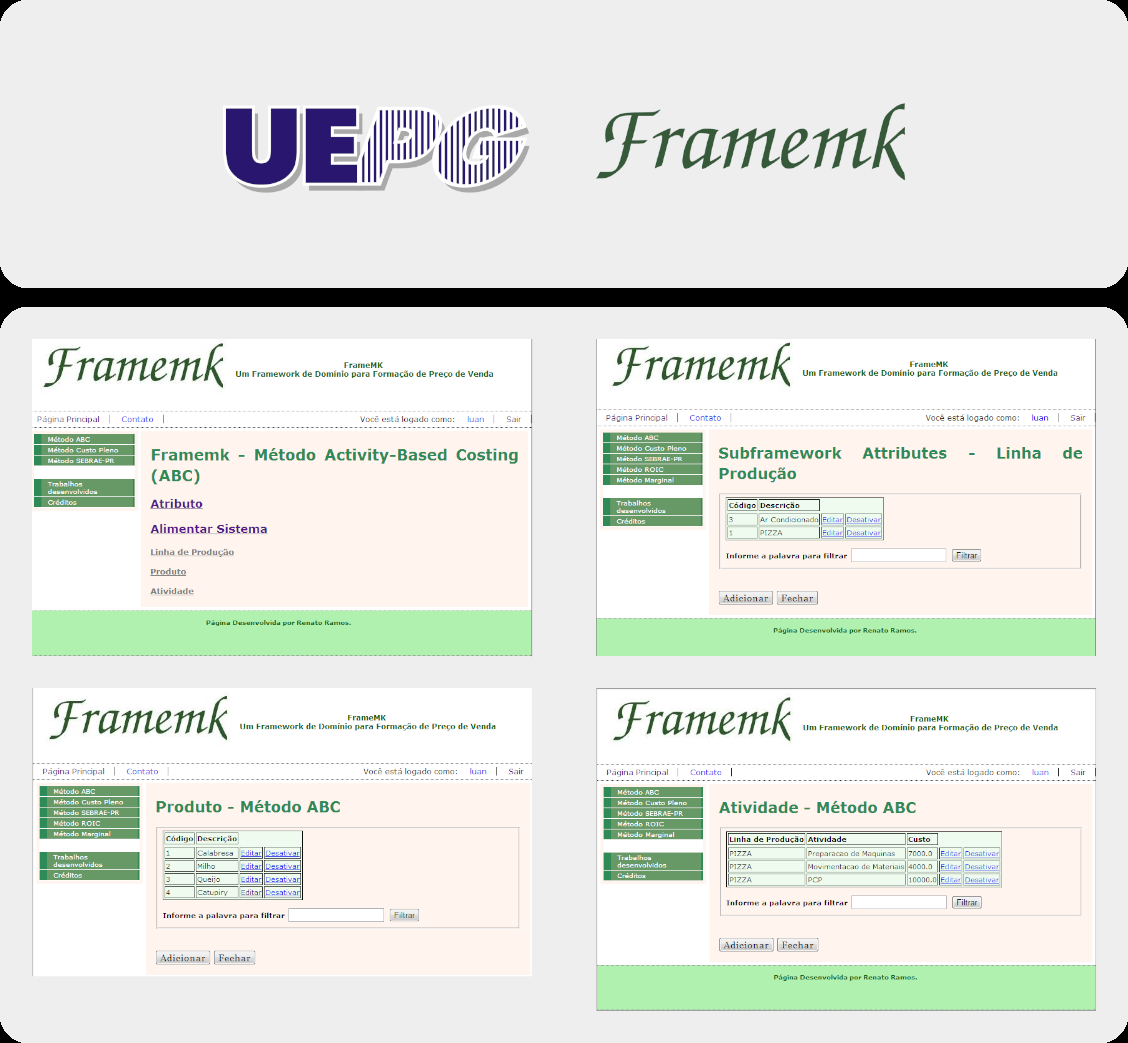 UEPG
Framemk
Framemk
FrameMK
Um Framework de Domínio para Formação de Preço de Venda
Página Principal
Contato
Você está logado como: luan
Sair
Método ABC
Método Custo Pleno
Método SEBRAE-PR
Trabalhos
desenvolvidos
Créditos
Framemk - Método Activity-Based Costing
(ABC)
Atributo
Alimentar Sistema
Linha de Produção
Produto
Atividade
Página Desenvolvida por Renato Ramos.
Framemk
FrameMK
Um Framework de Domínio para Formação de Preço de Venda
Página Principal
Contato
Você está logado como: luan
Sair
Método ABC
Método Custo Pleno
Método SEBRAE-PR
Método ROIC
Método Marginal
Trabalhos
desenvolvidos
Créditos
Subframework Attributes - Linha de
Produção
Código Descrição
3 Ar Condicionado Editar Desativar
1 PIZZA Editar Desativar
Informe a palavra para filtrar Filtrar
Adicionar Fechar
Página Desenvolvida por Renato Ramos.
Framemk
FrameMK
Um Framework de Domínio para Formação de Preço de Venda
Página Principal
Contato
Você está logado como: luan
Sair
Método ABC
Método Custo Pleno
Método SEBRAE-PR
Método ROIC
Método Marginal
Trabalhos
desenvolvidos
Créditos
Produto - Método ABC
Código Descrição
1 Calabresa Editar Desativar
2 Milho Editar Desativar
3 Queijo Editar Desativar
4 Catupiry Editar Desativar
Informe a palavra para filtrar Filtrar
Adicionar Fechar
Framemk
FrameMK
Um Framework de Domínio para Formação de Preço de Venda
Página Principal
Contato
Você está logado como: luan
Sair
Método ABC
Método Custo Pleno
Método SEBRAE-PR
Método ROIC
Método Marginal
Trabalhos
desenvolvidos
Créditos
Atividade - Método ABC
Linha de Produção Atividade Custo
PIZZA Preparacao de Maquinas 7000.0 Editar Desativar
PIZZA Movimentacao de Materiais 4000.0 Editar Desativar
PIZZA PCP 10000.0 Editar Desativar
Informe a palavra para filtrar Filtrar
Adicionar Fechar
Página Desenvolvida por Renato Ramos.